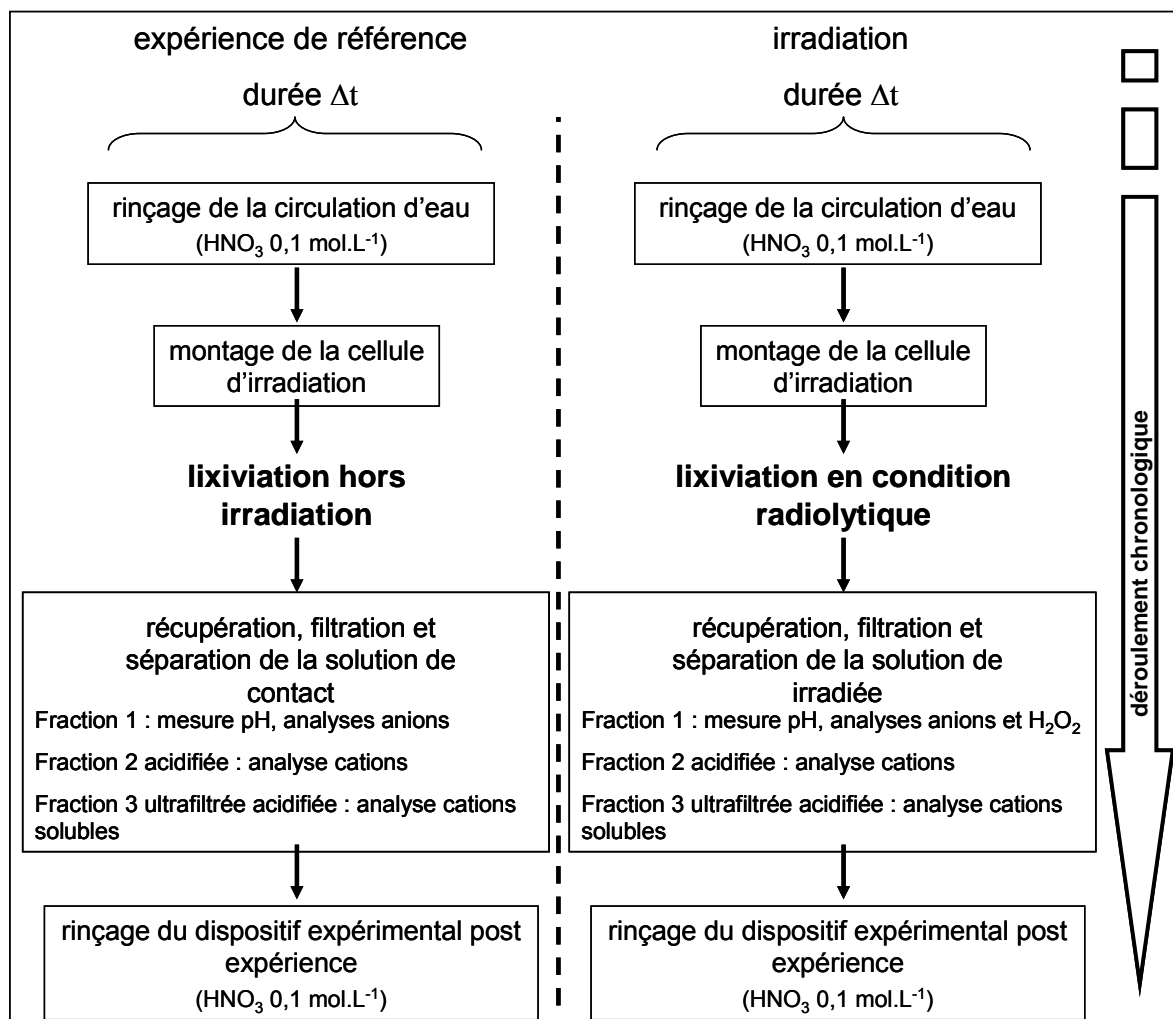 expérience de référence
durée Δt
rinçage de la circulation d'eau
(HNO₃ 0,1 mol.L⁻¹)
montage de la cellule
d'irradiation
lixiviation hors
irradiation
récupération, filtration et
séparation de la solution de
contact
Fraction 1 : mesure pH, analyses anions
Fraction 2 acidifiée : analyse cations
Fraction 3 ultrafiltrée acidifiée : analyse cations
solubles
rinçage du dispositif expérimental post
expérience
(HNO₃ 0,1 mol.L⁻¹)
irradiation
durée Δt
rinçage de la circulation d'eau
(HNO₃ 0,1 mol.L⁻¹)
montage de la cellule
d'irradiation
lixiviation en condition
radiolytique
récupération, filtration et
séparation de la solution de
irradiée
Fraction 1 : mesure pH, analyses anions et H₂O₂
Fraction 2 acidifiée : analyse cations
Fraction 3 ultrafiltrée acidifiée : analyse cations
solubles
rinçage du dispositif expérimental post
expérience
(HNO₃ 0,1 mol.L⁻¹)
déroulement chronologique